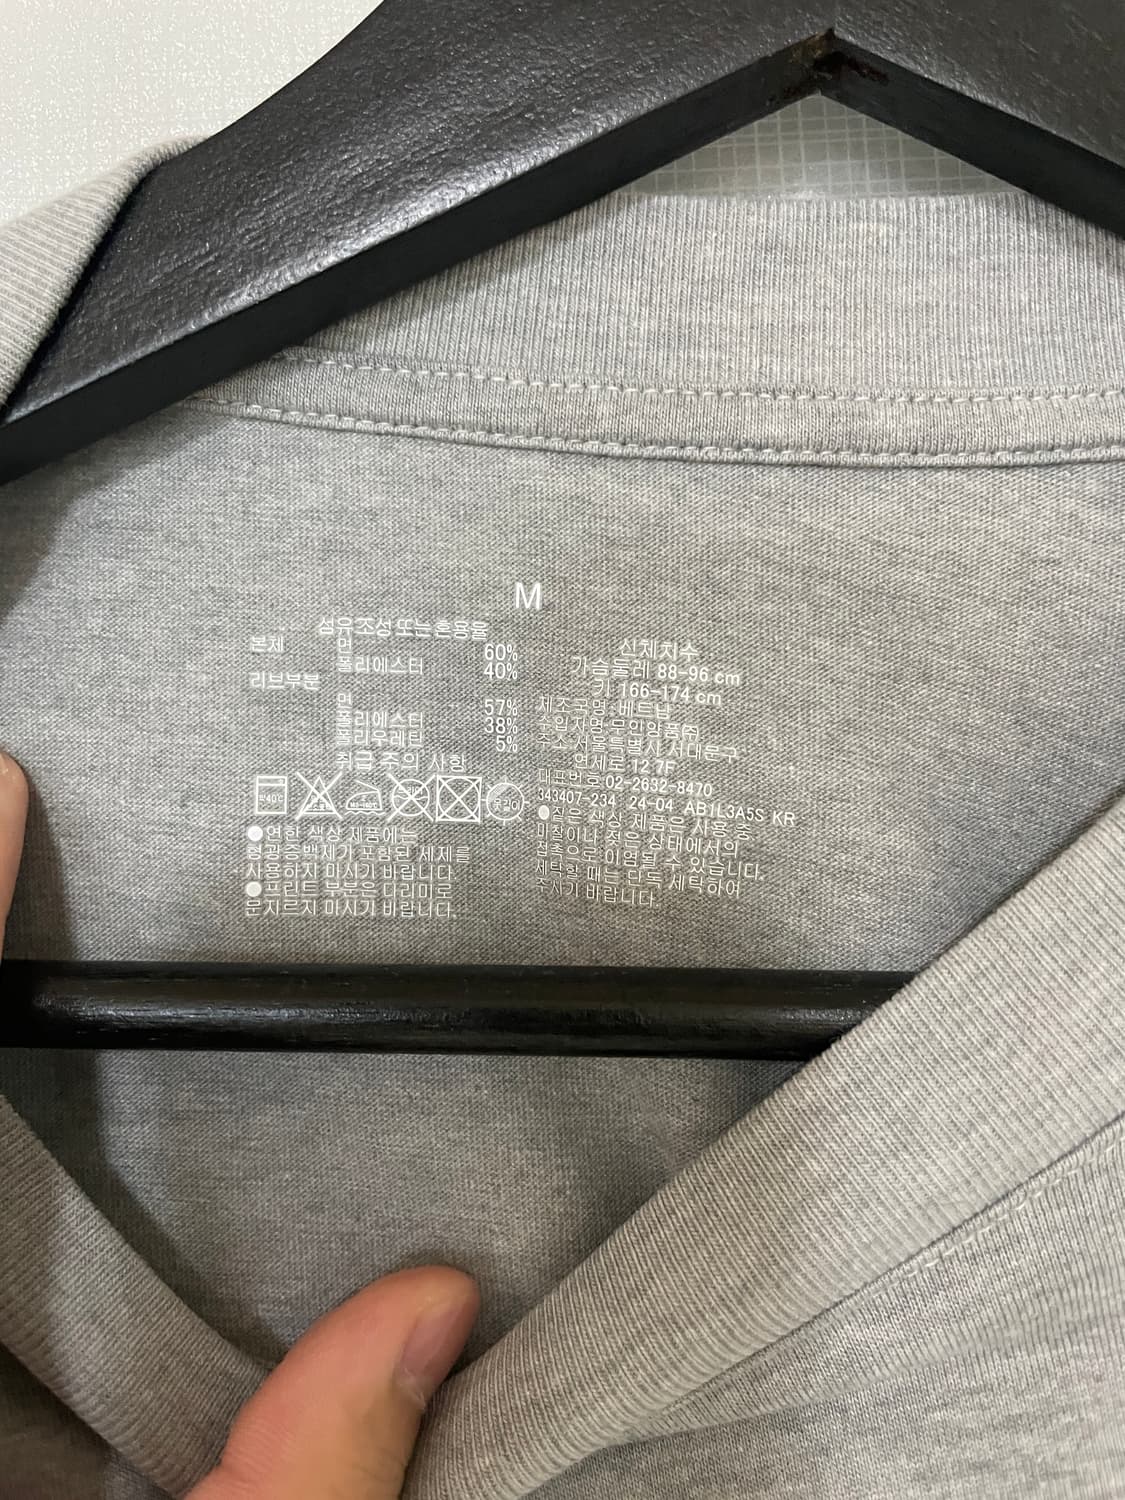 M
섬유조성또는혼용율
본체 면 60%
폴리에스터 40%
리브부분
면 57%
폴리에스터 38%
폴리우레탄 5%
취급 주의 사항
약40℃
옷걸이
●연한 색상 제품에는
형광증백제가 포함된 세제를
사용하지 마시기 바랍니다.
●프린트 부분은 다리미로
문지르지 마시기 바랍니다.
신체치수
가슴둘레 88-96 cm
키 166-174 cm
제조국명:베트남
수입자명:무인양품㈜
주소:서울특별시 서대문구
연세로 12 7F
대표번호 02-2632-8470
343407-234 24-04 AB1L3A5S KR
●짙은 색상 제품은 사용 중
마찰이나 젖은 상태에서의
접촉으로 이염될 수 있습니다.
세탁할 때는 단독 세탁하여
주시기 바랍니다.